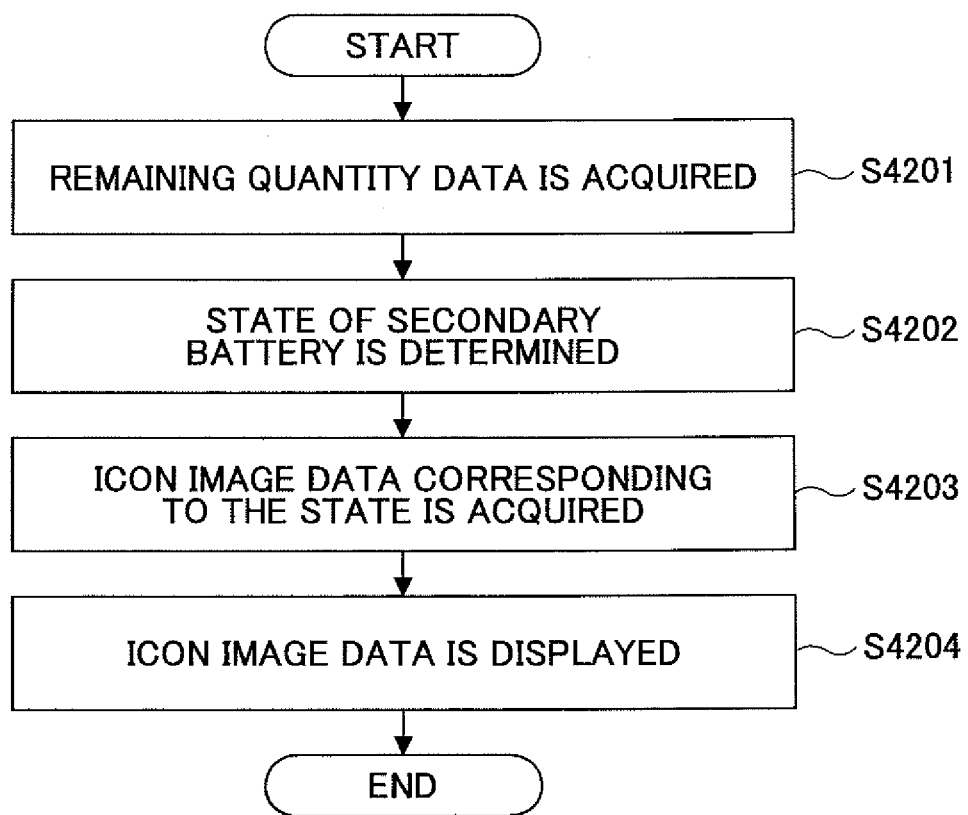 START
REMAINING QUANTITY DATA IS ACQUIRED
S4201
STATE OF SECONDARY
BATTERY IS DETERMINED
S4202
ICON IMAGE DATA CORRESPONDING
TO THE STATE IS ACQUIRED
S4203
ICON IMAGE DATA IS DISPLAYED
S4204
END